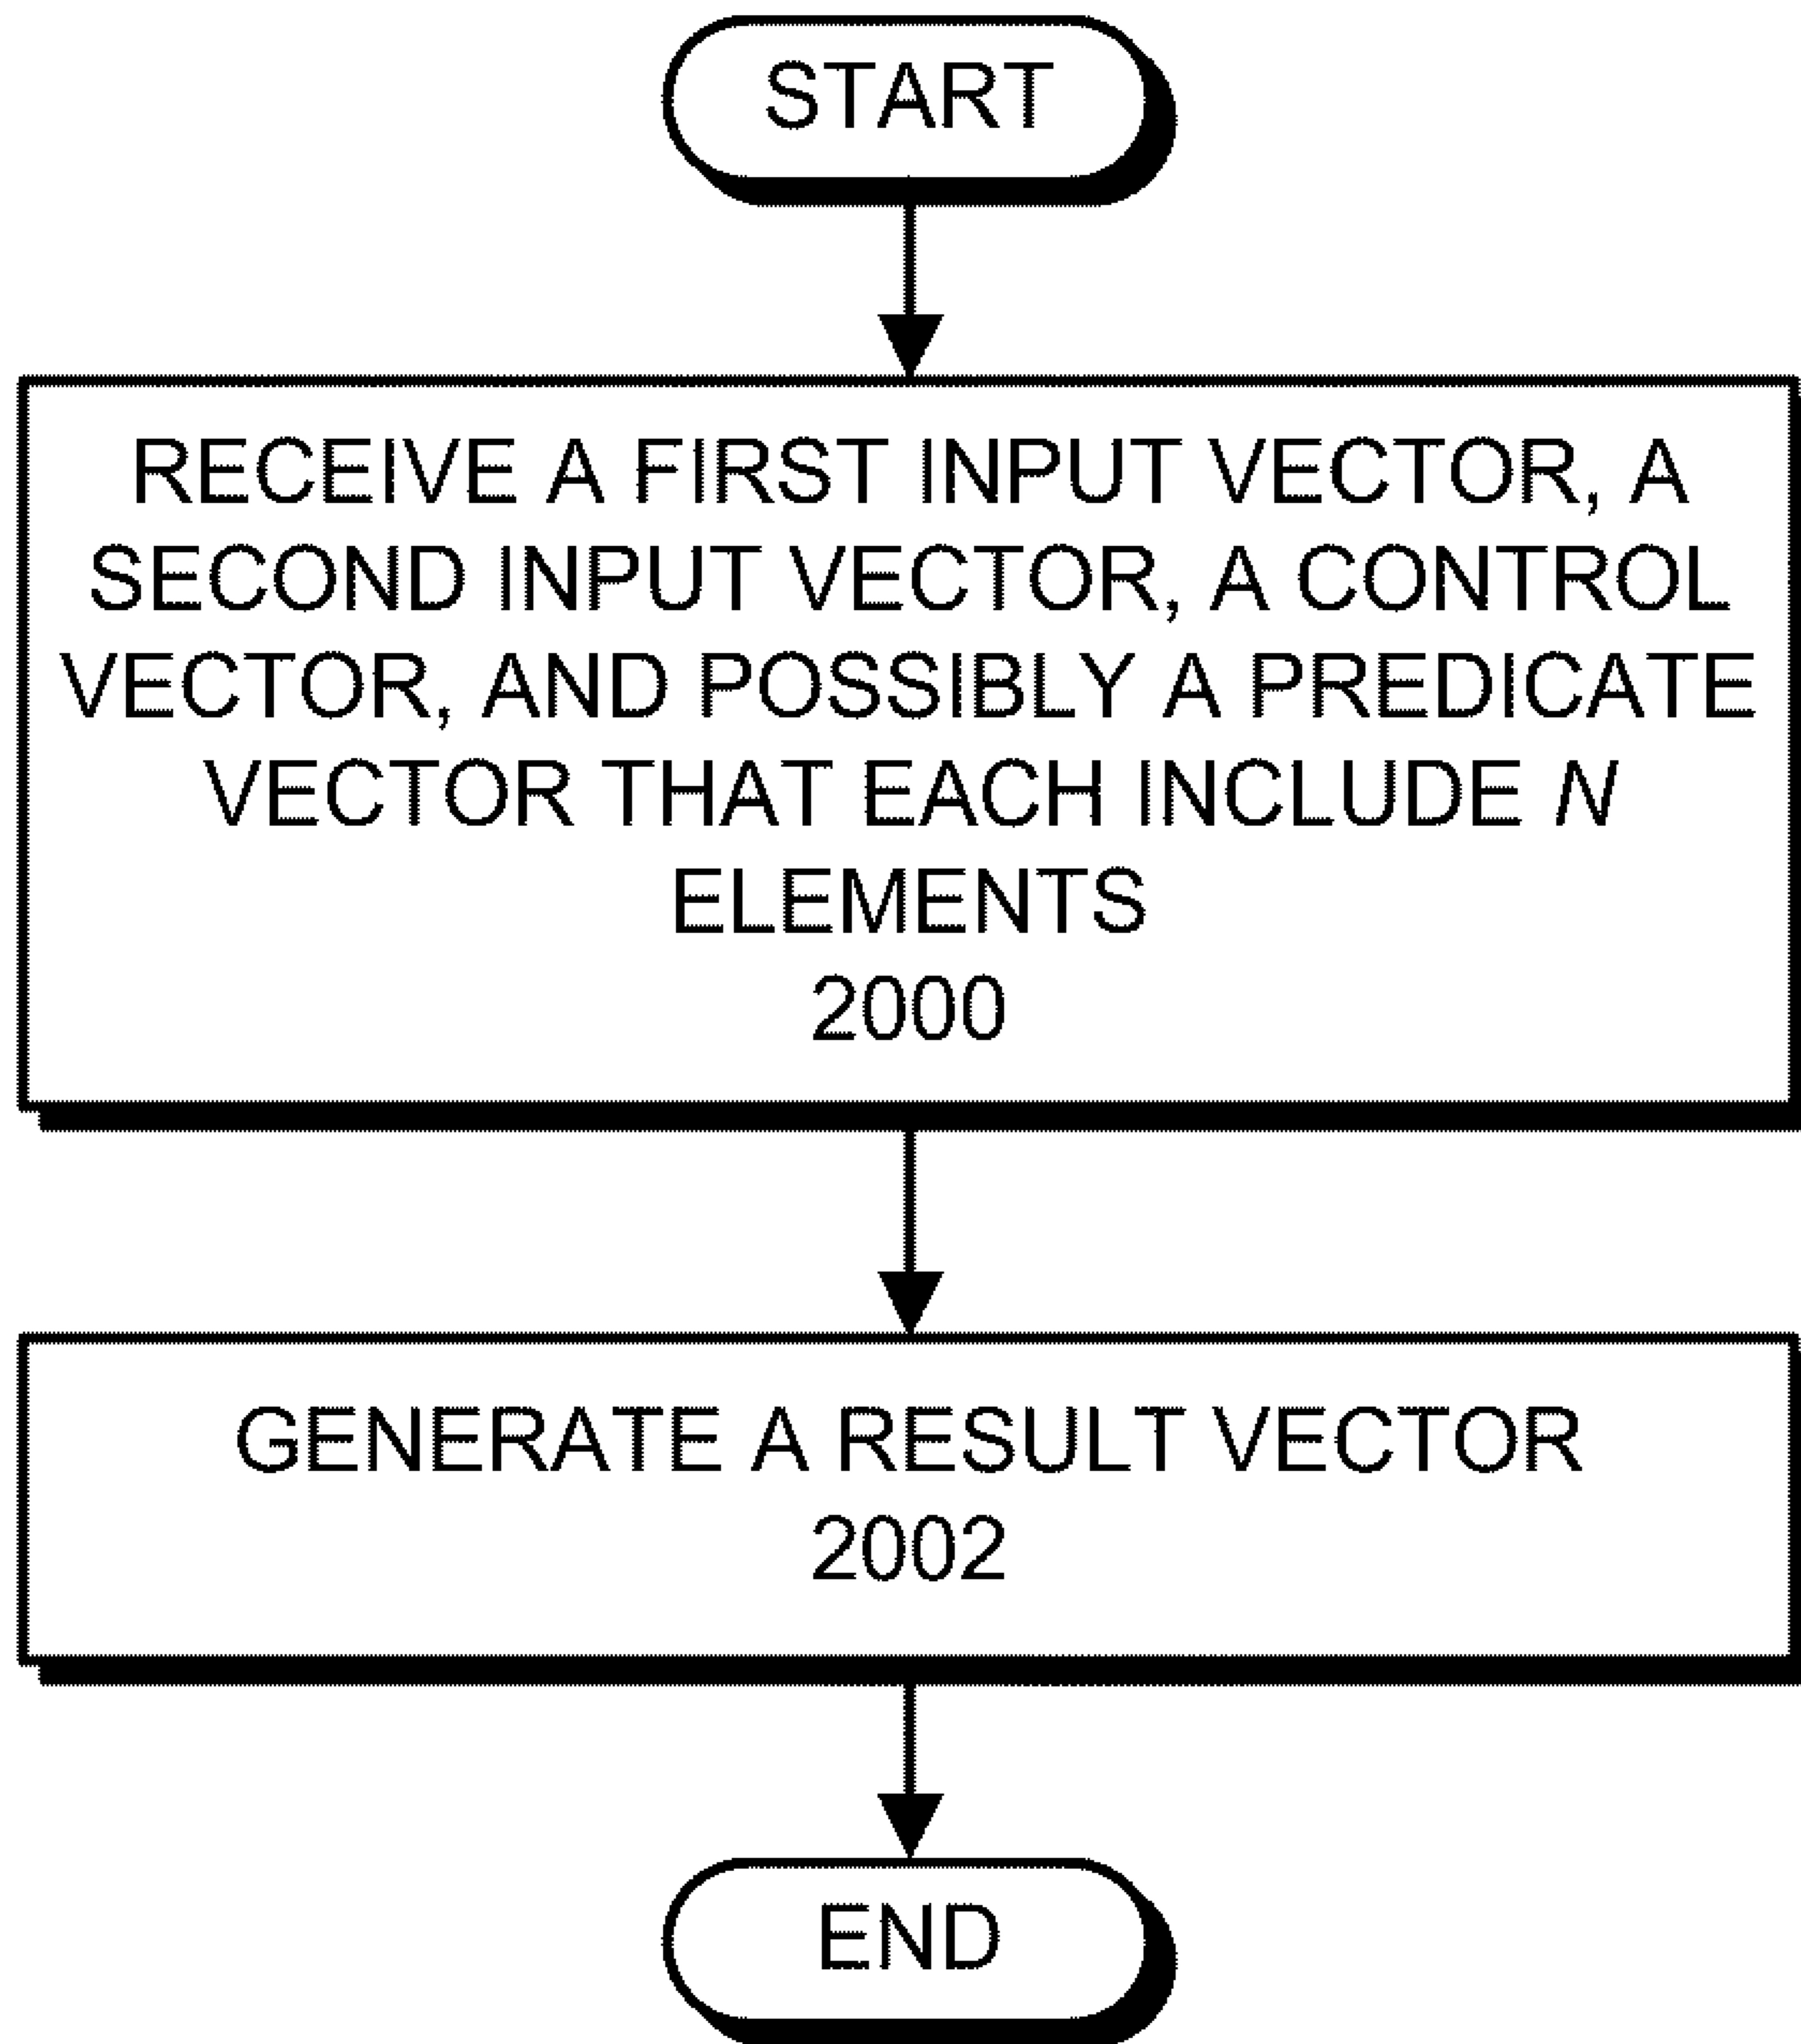 START
RECEIVE A FIRST INPUT VECTOR, A
SECOND INPUT VECTOR, A CONTROL
VECTOR, AND POSSIBLY A PREDICATE
VECTOR THAT EACH INCLUDE N
ELEMENTS
2000
GENERATE A RESULT VECTOR
2002
END